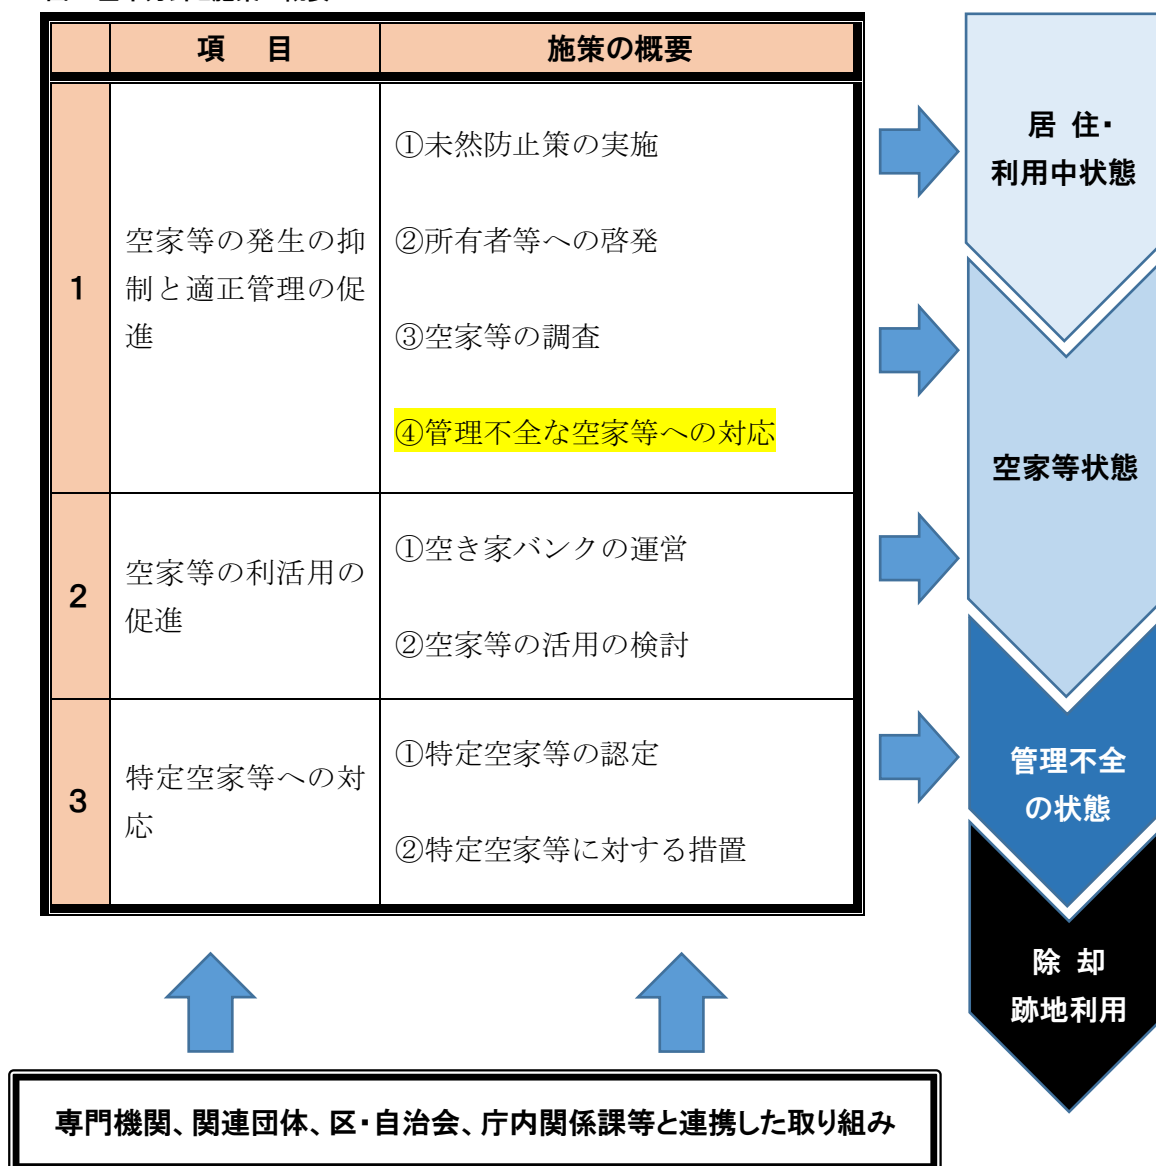 項 目
施策の概要
1
空家等の発生の抑
制と適正管理の促
進
①未然防止策の実施
②所有者等への啓発
③空家等の調査
④管理不全な空家等への対応
2
空家等の利活用の
促進
①空き家バンクの運営
②空家等の活用の検討
3
特定空家等への対
応
①特定空家等の認定
②特定空家等に対する措置
居 住・
利用中状態
空家等状態
管理不全
の状態
除 却
跡地利用
専門機関、関連団体、区・自治会、庁内関係課等と連携した取り組み